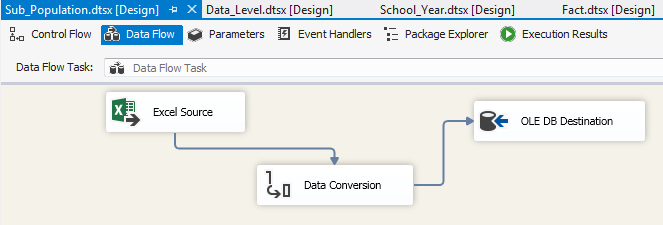 Sub_Population.dtsx [Design] Data_Level.dtsx [Design] School_Year.dtsx [Design] Fact.dtsx [Design]
Control Flow Data Flow Parameters Event Handlers Package Explorer Execution Results
Data Flow Task: Data Flow Task
Excel Source
OLE DB Destination
Data Conversion